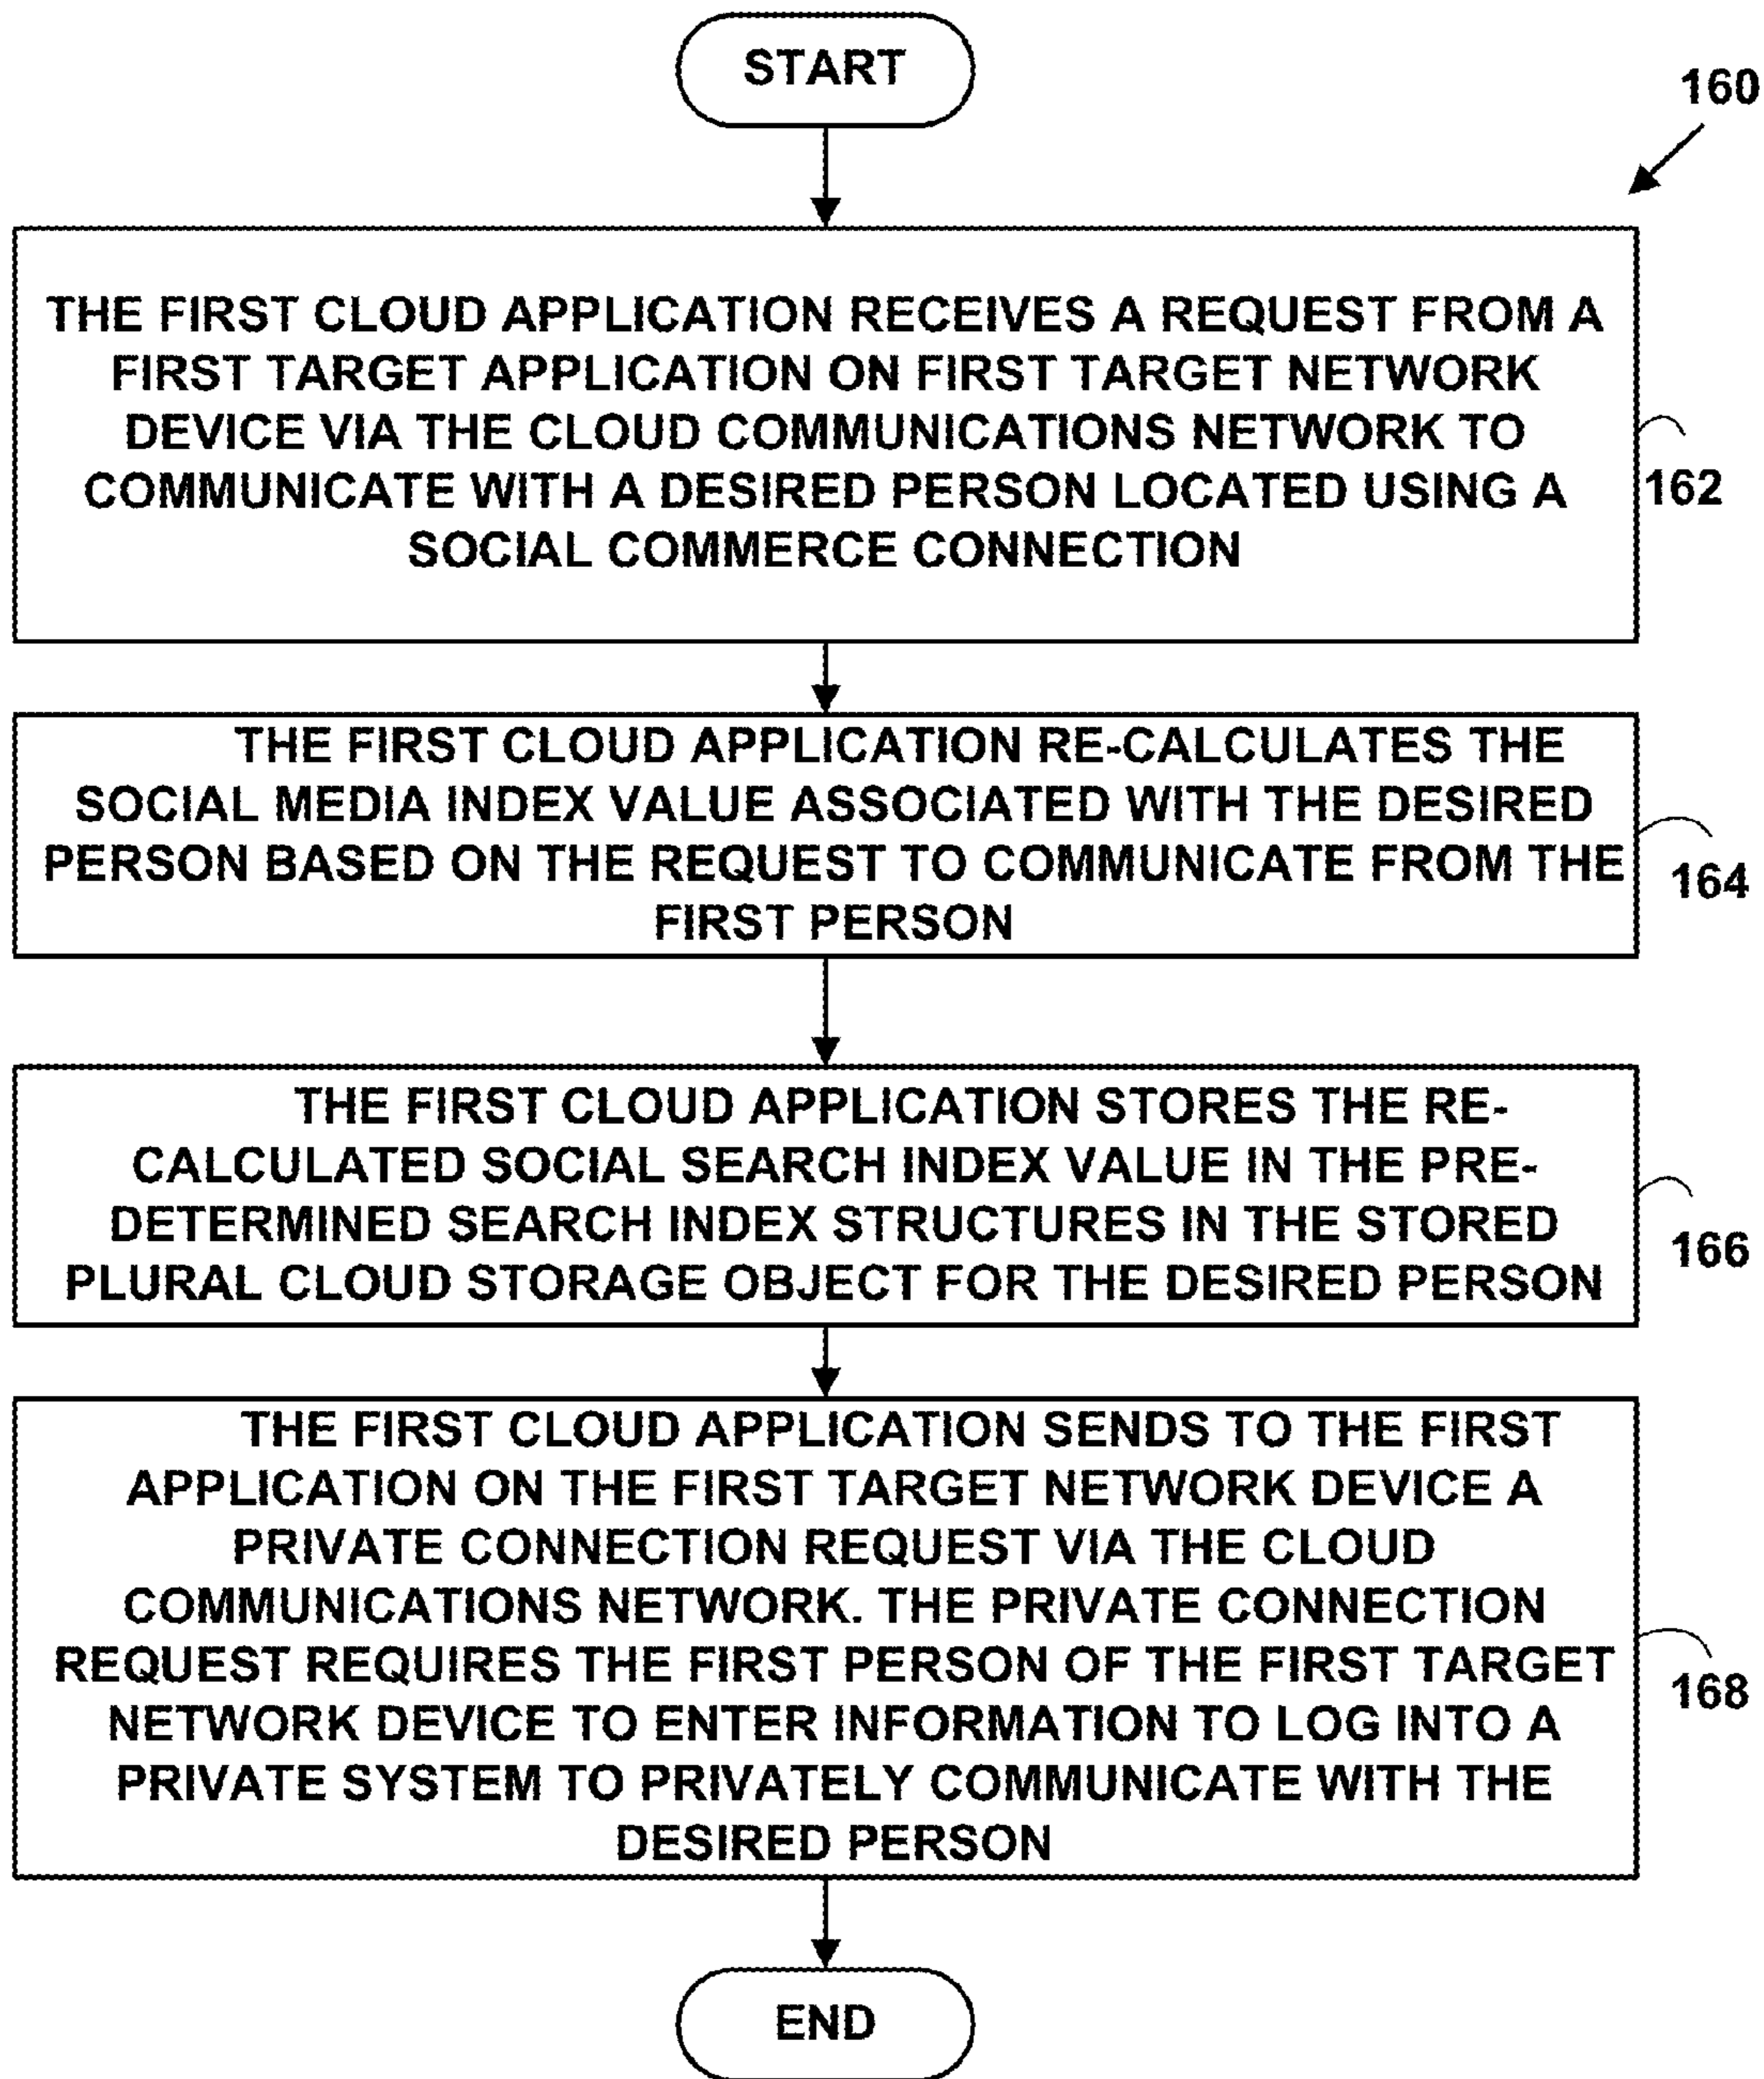 START
160
THE FIRST CLOUD APPLICATION RECEIVES A REQUEST FROM A
FIRST TARGET APPLICATION ON FIRST TARGET NETWORK
DEVICE VIA THE CLOUD COMMUNICATIONS NETWORK TO
COMMUNICATE WITH A DESIRED PERSON LOCATED USING A
SOCIAL COMMERCE CONNECTION
162
THE FIRST CLOUD APPLICATION RE-CALCULATES THE
SOCIAL MEDIA INDEX VALUE ASSOCIATED WITH THE DESIRED
PERSON BASED ON THE REQUEST TO COMMUNICATE FROM THE
FIRST PERSON
164
THE FIRST CLOUD APPLICATION STORES THE RE-
CALCULATED SOCIAL SEARCH INDEX VALUE IN THE PRE-
DETERMINED SEARCH INDEX STRUCTURES IN THE STORED
PLURAL CLOUD STORAGE OBJECT FOR THE DESIRED PERSON
166
THE FIRST CLOUD APPLICATION SENDS TO THE FIRST
APPLICATION ON THE FIRST TARGET NETWORK DEVICE A
PRIVATE CONNECTION REQUEST VIA THE CLOUD
COMMUNICATIONS NETWORK. THE PRIVATE CONNECTION
REQUEST REQUIRES THE FIRST PERSON OF THE FIRST TARGET
NETWORK DEVICE TO ENTER INFORMATION TO LOG INTO A
PRIVATE SYSTEM TO PRIVATELY COMMUNICATE WITH THE
DESIRED PERSON
168
END